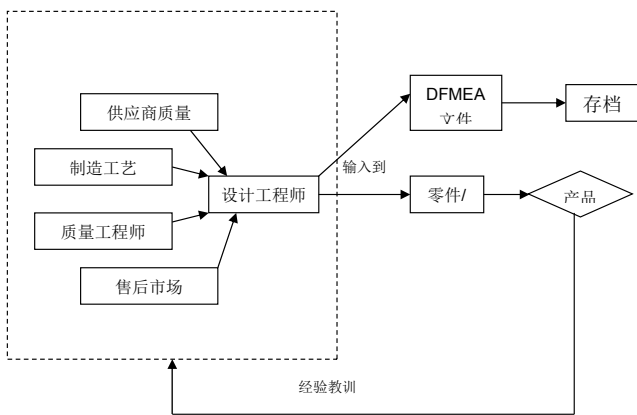 供应商质量
制造工艺
设计工程师
质量工程师
售后市场
DFMEA
文件
存档
输入到
零件/
产品
经验教训